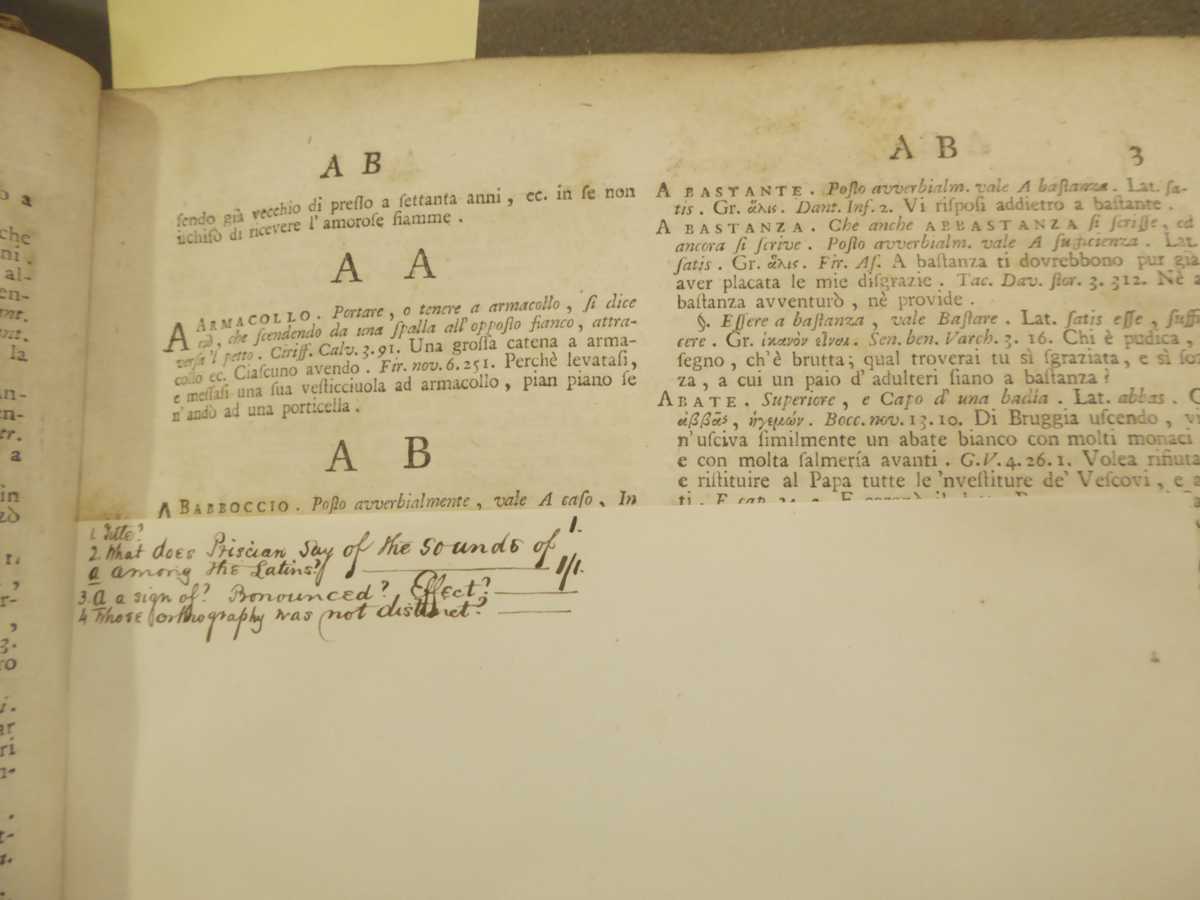 A B
sendo già vecchio di presso a settanta anni, ec. in se non
di ricevere l' amorose fiamme.
A A
A ARMACOLLO. Portare, o tenere a armacollo, si dice
ciò, che scendendo da una spalla all' opposto fianco, attra-
versa 'l petto. Ciriff. Calv. 3. 91. Una grossa catena a arma-
collo ec. Ciascuno avendo. Fir. nov. 6. 251. Perchè levatasi,
e messasi una sua vesticciuola ad armacollo, pian piano se
n' andò ad una porticella.
A B
A BABBOCCIO. Posto avverbialmente, vale A caso, In
A B
3
A BASTANTE. Posto avverbialm. vale A bastanza. Lat. sa-
tis. Gr. ἅλις. Dant. Inf. 2. Vi risposi addietro a bastante.
A BASTANZA. Che anche ABBASTANZA si scrisse, ed
ancora si scrive. Posto avverbialm. vale A sufficienza. Lat.
satis. Gr. ἅλις. Fir. As. A bastanza ti dovrebbono pur già
aver placata le mie disgrazie. Tac. Dav. stor. 3. 312. Nè a
bastanza avventurò, nè provide.
§. Essere a bastanza, vale Bastare. Lat. satis esse, suffi
cere. Gr. ἱκανὸν εἶναι. Sen. ben. Varch. 3. 16. Chi è pudica,
segno, ch' è brutta; qual troverai tu sì sgraziata, e sì soz
za, a cui un paio d' adulteri siano a bastanza?
ABATE. Superiore, e Capo d' una badia. Lat. abbas. G
ἀββᾶς, ἡγεμών. Bocc. nov. 13. 10. Di Bruggia uscendo, vi
n' usciva similmente un abate bianco con molti monaci
e con molta salmería avanti. G. V. 4. 26. 1. Volea rifiuta
e ristituire al Papa tutte le 'nvestiture de' Vescovi, e a
1. Title?
2. What does Priscian say of the sounds of 1.
a among the Latins?
3. A a sign of? Pronounced? Effect?
4 Whose orthography was not distinct?